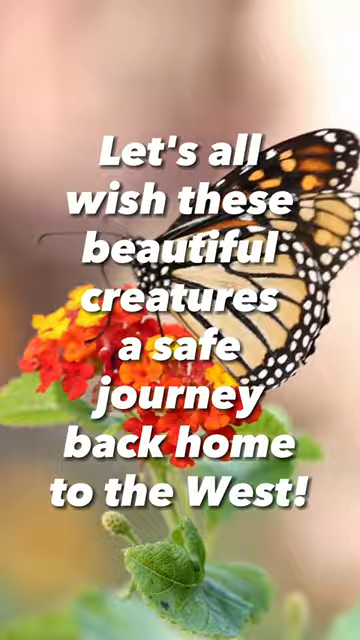 Let's all
wish these
beautiful
creatures
a safe
journey
back home
to the West!